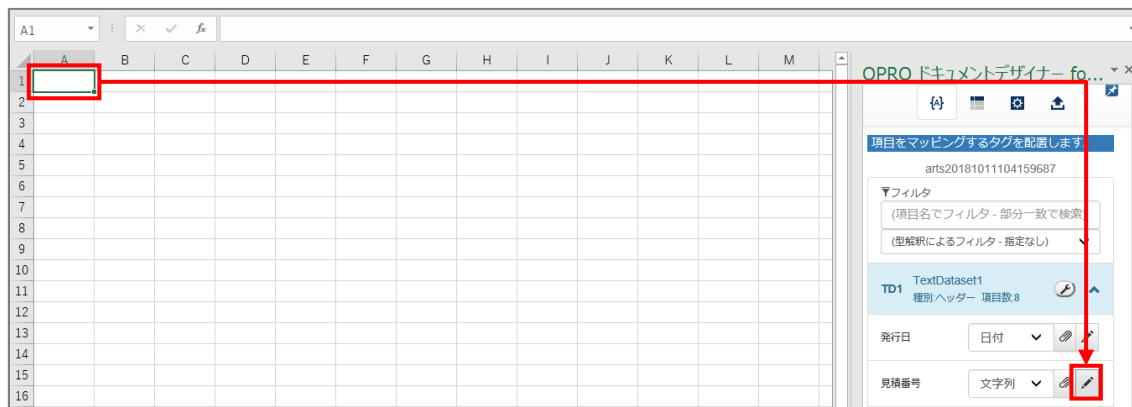 A1 fx
A B C D E F G H I J K L M
1
2
3
4
5
6
7
8
9
10
11
12
13
14
15
16
OPRO ドキュメントデザイナー fo...
{A}
項目をマッピングするタグを配置します
arts20181011104159687
フィルタ
(項目名でフィルタ - 部分一致で検索)
(型解釈によるフィルタ - 指定なし)
TD1 TextDataset1
種別:ヘッダー 項目数:8
発行日 日付
見積番号 文字列